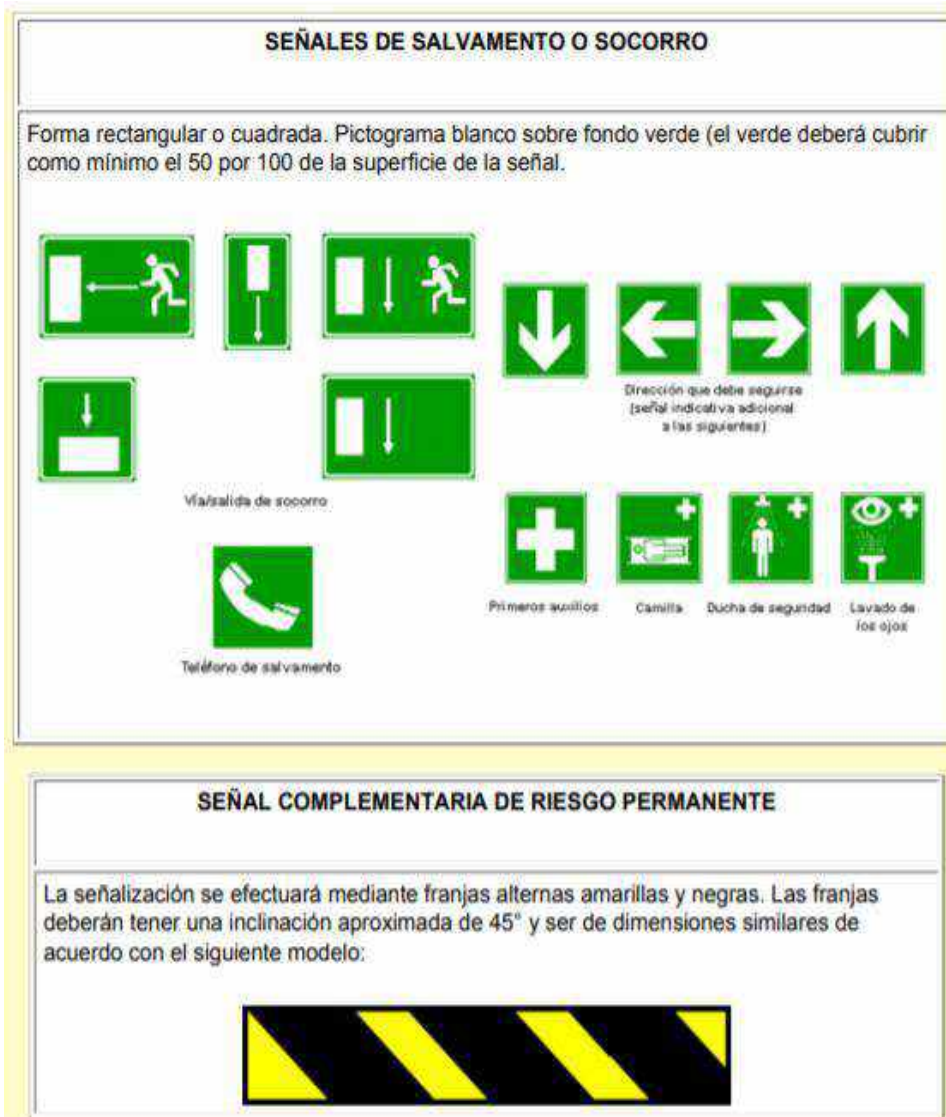 SEÑALES DE SALVAMENTO O SOCORRO
Forma rectangular o cuadrada. Pictograma blanco sobre fondo verde (el verde deberá cubrir
como mínimo el 50 por 100 de la superficie de la señal.
Dirección que debe seguirse
(señal indicativa adicional
a las siguientes)
Vía/salida de socorro
Primeros auxilios
Camilla
Ducha de seguridad
Lavado de
los ojos
Teléfono de salvamento
SEÑAL COMPLEMENTARIA DE RIESGO PERMANENTE
La señalización se efectuará mediante franjas alternas amarillas y negras. Las franjas
deberán tener una inclinación aproximada de 45° y ser de dimensiones similares de
acuerdo con el siguiente modelo: